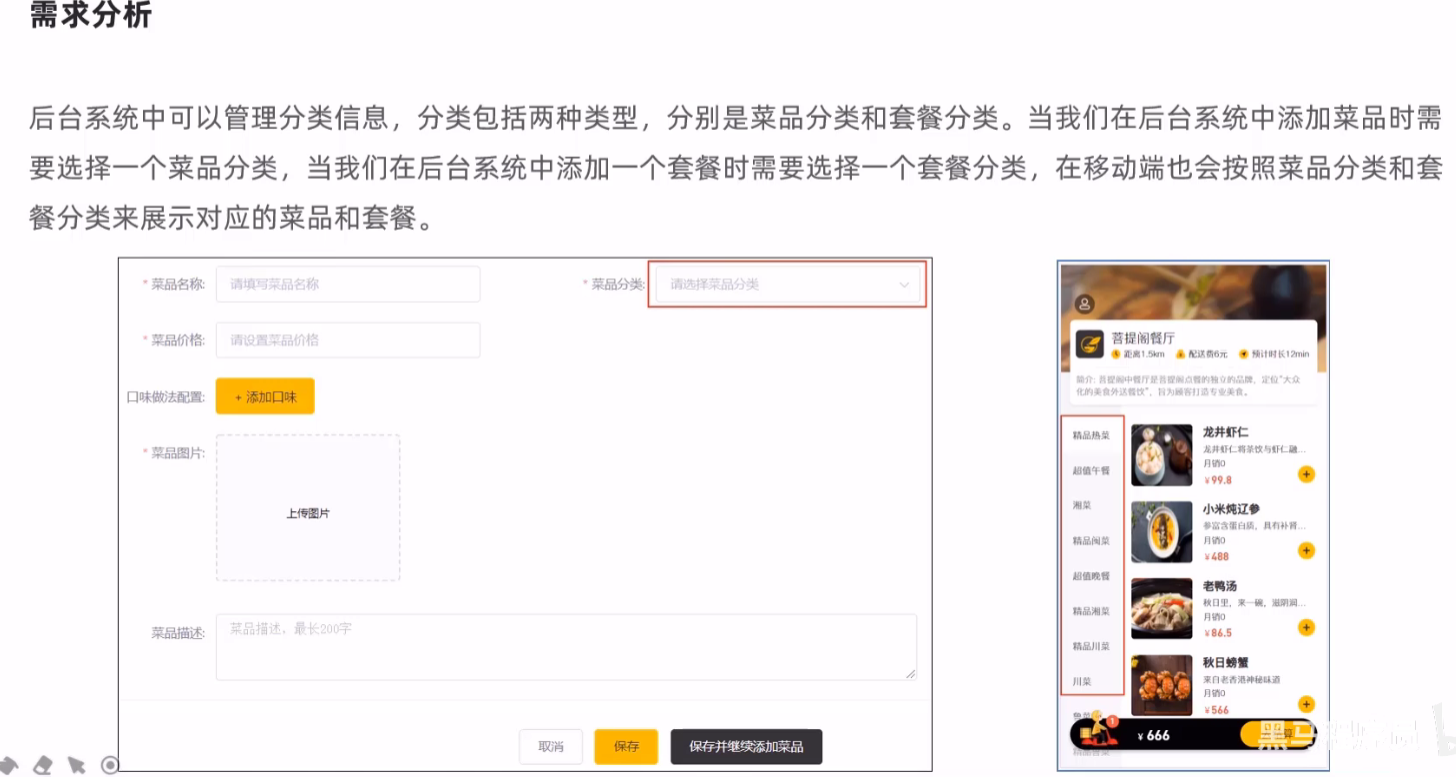 需求分析
后台系统中可以管理分类信息，分类包括两种类型，分别是菜品分类和套餐分类。当我们在后台系统中添加菜品时需
要选择一个菜品分类，当我们在后台系统中添加一个套餐时需要选择一个套餐分类，在移动端也会按照菜品分类和套
餐分类来展示对应的菜品和套餐。
* 菜品名称: 请填写菜品名称 * 菜品分类: 请选择菜品分类
* 菜品价格: 请设置菜品价格
口味做法配置: + 添加口味
* 菜品图片:
上传图片
菜品描述: 菜品描述，最长200字
取消 保存 保存并继续添加菜品
菩提阁餐厅
距离1.5km 配送费6元 预计时长12min
简介: 菩提阁中餐厅是菩提阁点餐的独立的品牌，定位“大众
化的美食外送餐饮”，旨为顾客打造专业美食。
精品热菜
超值午餐
湘菜
精品闽菜
超值晚餐
精品湘菜
精品川菜
川菜
鲁菜
龙井虾仁
龙井虾仁将茶饮与虾仁融...
月销0
¥99.8
+
小米炖辽参
参富含蛋白质，具有补肾...
月销0
¥488
+
老鸭汤
秋日里，来一碗，滋阴润...
月销0
¥86.5
+
秋日螃蟹
来自老香港神秘味道
月销0
¥566
+
1
¥ 666
黑马